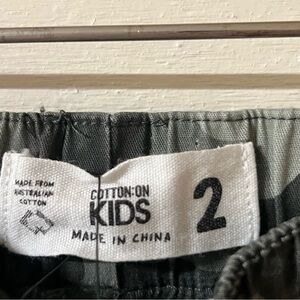 MADE FROM
AUSTRALIAN
COTTON
COTTON:ON
KIDS
MADE IN CHINA
2